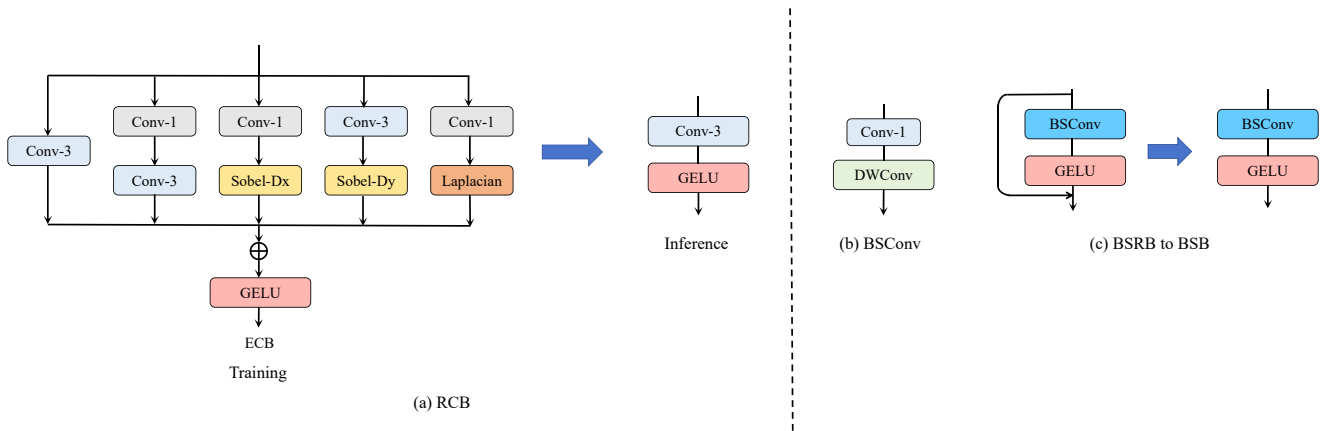 Conv-3
Conv-1
Conv-3
Conv-1
Sobel-Dx
Conv-3
Sobel-Dy
Conv-1
Laplacian
GELU
ECB
Training
Conv-3
GELU
Inference
(a) RCB
Conv-1
DWConv
(b) BSConv
BSConv
GELU
BSConv
GELU
(c) BSRB to BSB